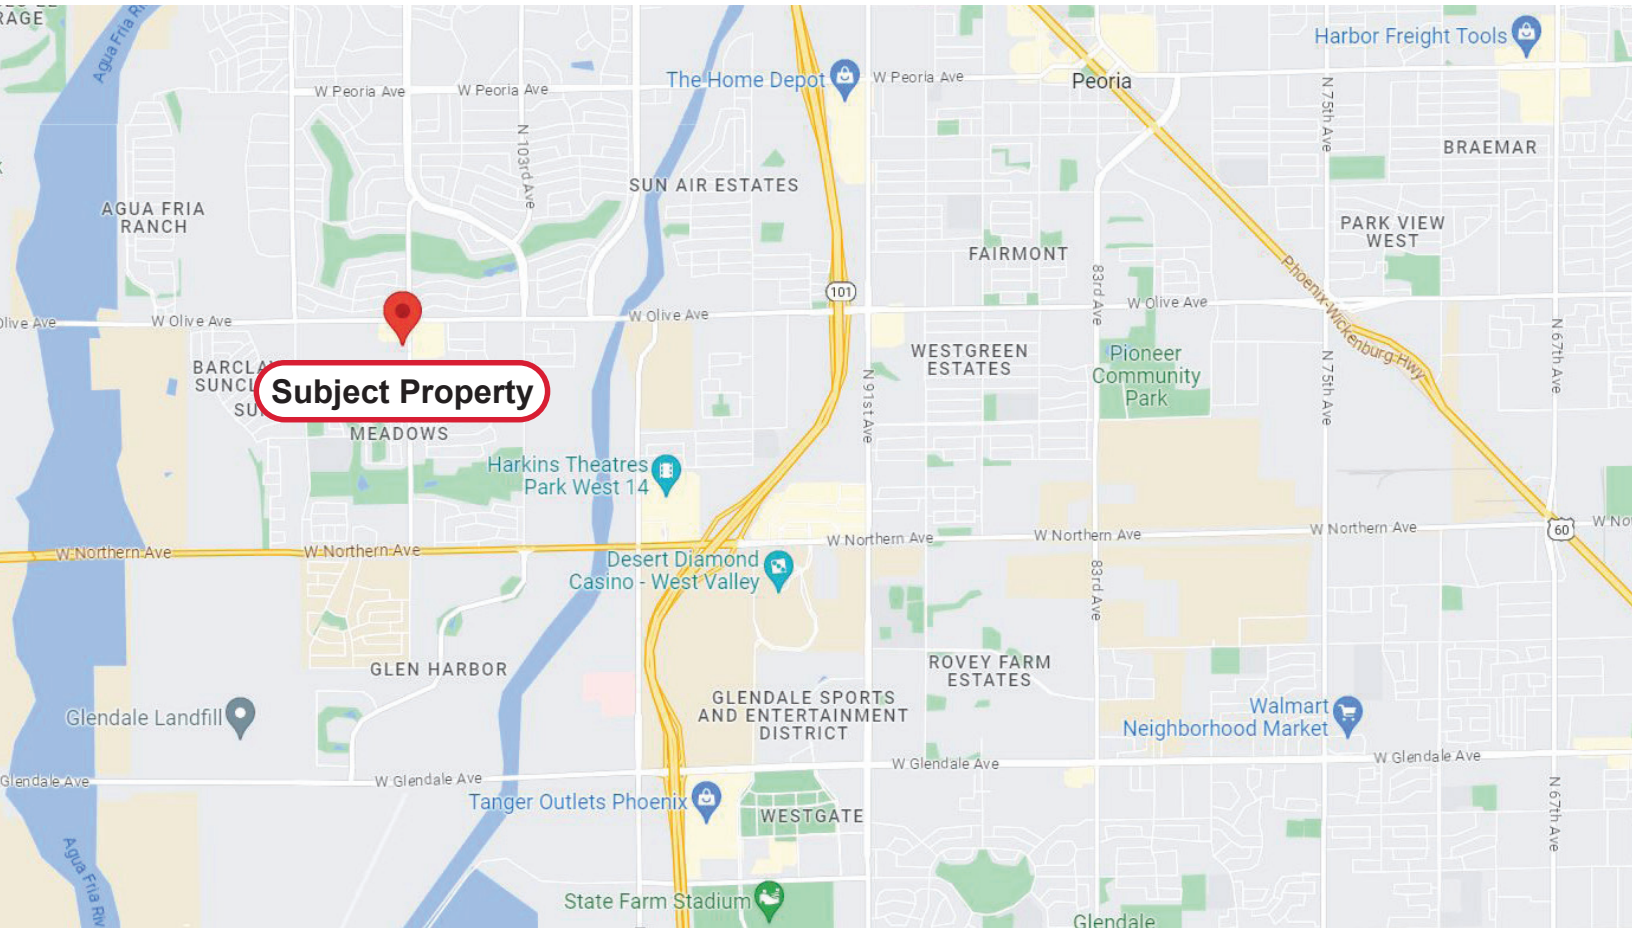 RAGE
Agua Fria Ri
Harbor Freight Tools
The Home Depot
W Peoria Ave
Peoria
W Peoria Ave
W Peoria Ave
N 75th Ave
N 103rd Ave
BRAEMAR
SUN AIR ESTATES
AGUA FRIA
RANCH
PARK VIEW
WEST
FAIRMONT
83rd Ave
Phoenix-Wickenburg Hwy
101
W Olive Ave
Olive Ave
W Olive Ave
W Olive Ave
N 67th Ave
WESTGREEN
ESTATES
Pioneer
Community
Park
N 75th Ave
N 91st Ave
BARCLA
SUNCL
SU
Subject Property
MEADOWS
Harkins Theatres
Park West 14
W Northern Ave
W Northern Ave
W Northern Ave
W Northern Ave
W Northern Ave
60
W No
Desert Diamond
Casino - West Valley
83rd Ave
GLEN HARBOR
ROVEY FARM
ESTATES
GLENDALE SPORTS
AND ENTERTAINMENT
DISTRICT
Glendale Landfill
Walmart
Neighborhood Market
Glendale Ave
W Glendale Ave
W Glendale Ave
W Glendale Ave
Tanger Outlets Phoenix
WESTGATE
N 67th Ave
Agua Fria Riv
State Farm Stadium
Glendale